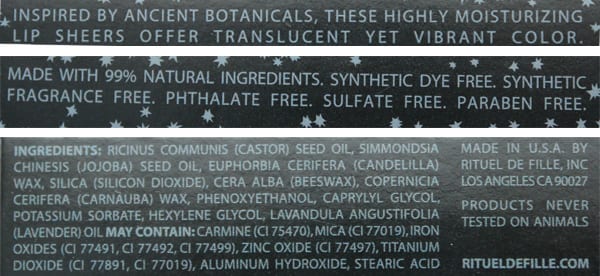 INSPIRED BY ANCIENT BOTANICALS, THESE HIGHLY MOISTURIZING
LIP SHEERS OFFER TRANSLUCENT YET VIBRANT COLOR.
MADE WITH 99% NATURAL INGREDIENTS. SYNTHETIC DYE FREE. SYNTHETIC
FRAGRANCE FREE. PHTHALATE FREE. SULFATE FREE. PARABEN FREE.
INGREDIENTS: RICINUS COMMUNIS (CASTOR) SEED OIL, SIMMONDSIA
CHINESIS (JOJOBA) SEED OIL, EUPHORBIA CERIFERA (CANDELILLA)
WAX, SILICA (SILICON DIOXIDE), CERA ALBA (BEESWAX), COPERNICIA
CERIFERA (CARNAUBA) WAX, PHENOXYETHANOL, CAPRYLYL GLYCOL,
POTASSIUM SORBATE, HEXYLENE GLYCOL, LAVANDULA ANGUSTIFOLIA
(LAVENDER) OIL MAY CONTAIN: CARMINE (CI 75470), MICA (CI 77019), IRON
OXIDES (CI 77491, CI 77492, CI 77499), ZINC OXIDE (CI 77497), TITANIUM
DIOXIDE (CI 77891, CI 77019), ALUMINUM HYDROXIDE, STEARIC ACID
MADE IN U.S.A. BY
RITUEL DE FILLE, INC
LOS ANGELES CA 90027
PRODUCTS NEVER
TESTED ON ANIMALS
RITUELDEFILLE.COM